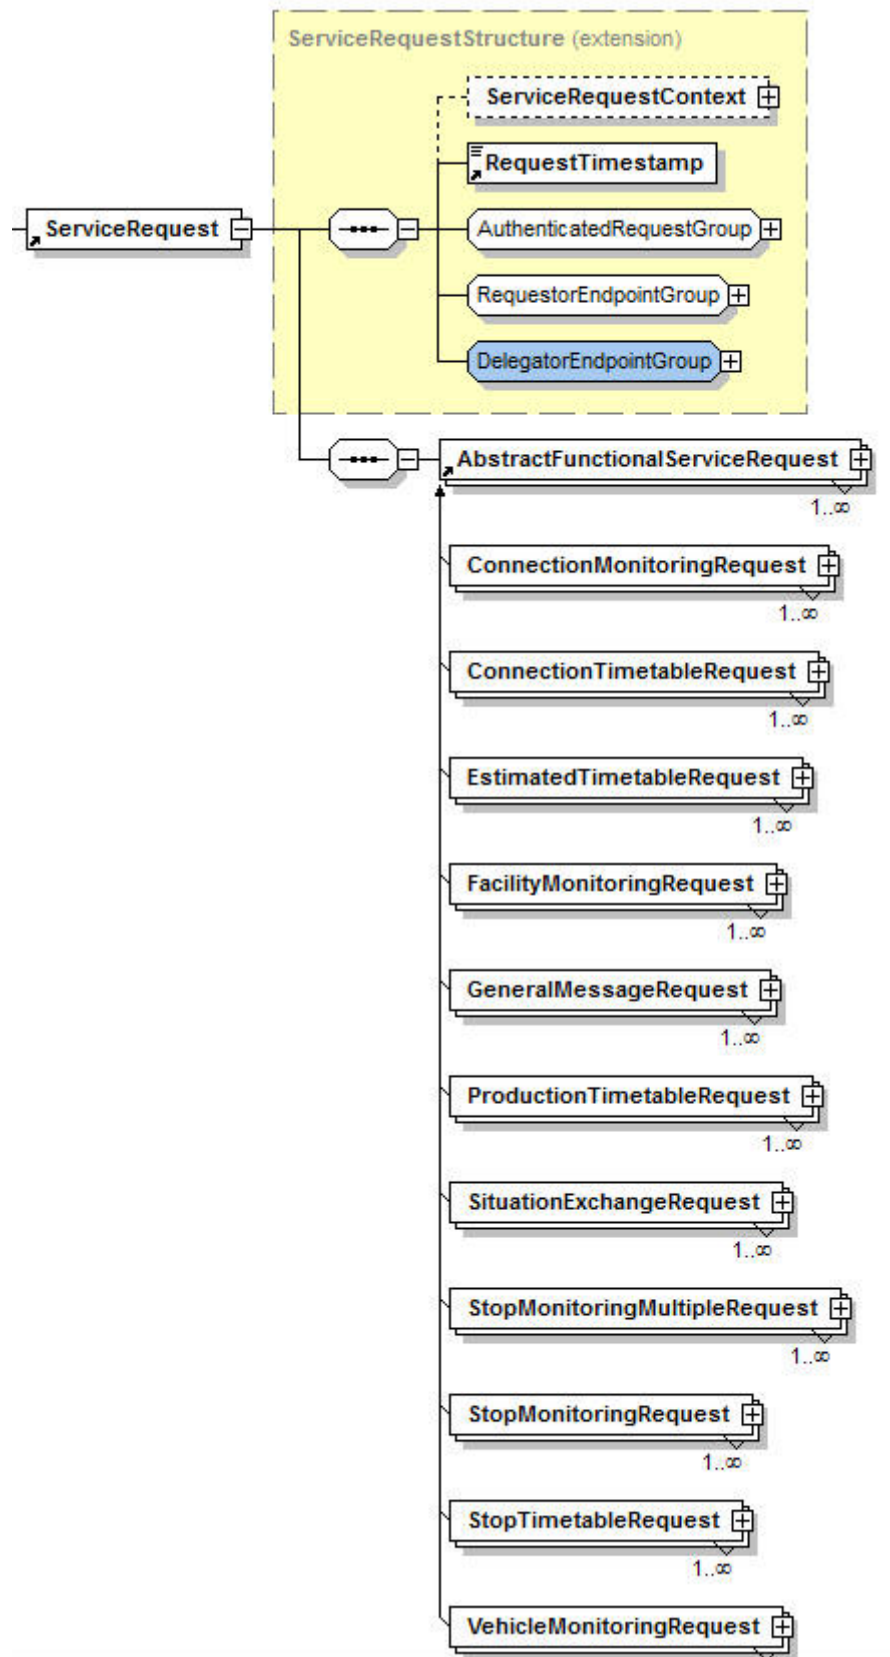 ServiceRequestStructure (extension)
ServiceRequestContext
RequestTimestamp
ServiceRequest
AuthenticatedRequestGroup
RequestorEndpointGroup
DelegatorEndpointGroup
AbstractFunctionalServiceRequest
1..∞
ConnectionMonitoringRequest
1..∞
ConnectionTimetableRequest
1..∞
EstimatedTimetableRequest
1..∞
FacilityMonitoringRequest
1..∞
GeneralMessageRequest
1..∞
ProductionTimetableRequest
1..∞
SituationExchangeRequest
1..∞
StopMonitoringMultipleRequest
1..∞
StopMonitoringRequest
1..∞
StopTimetableRequest
1..∞
VehicleMonitoringRequest